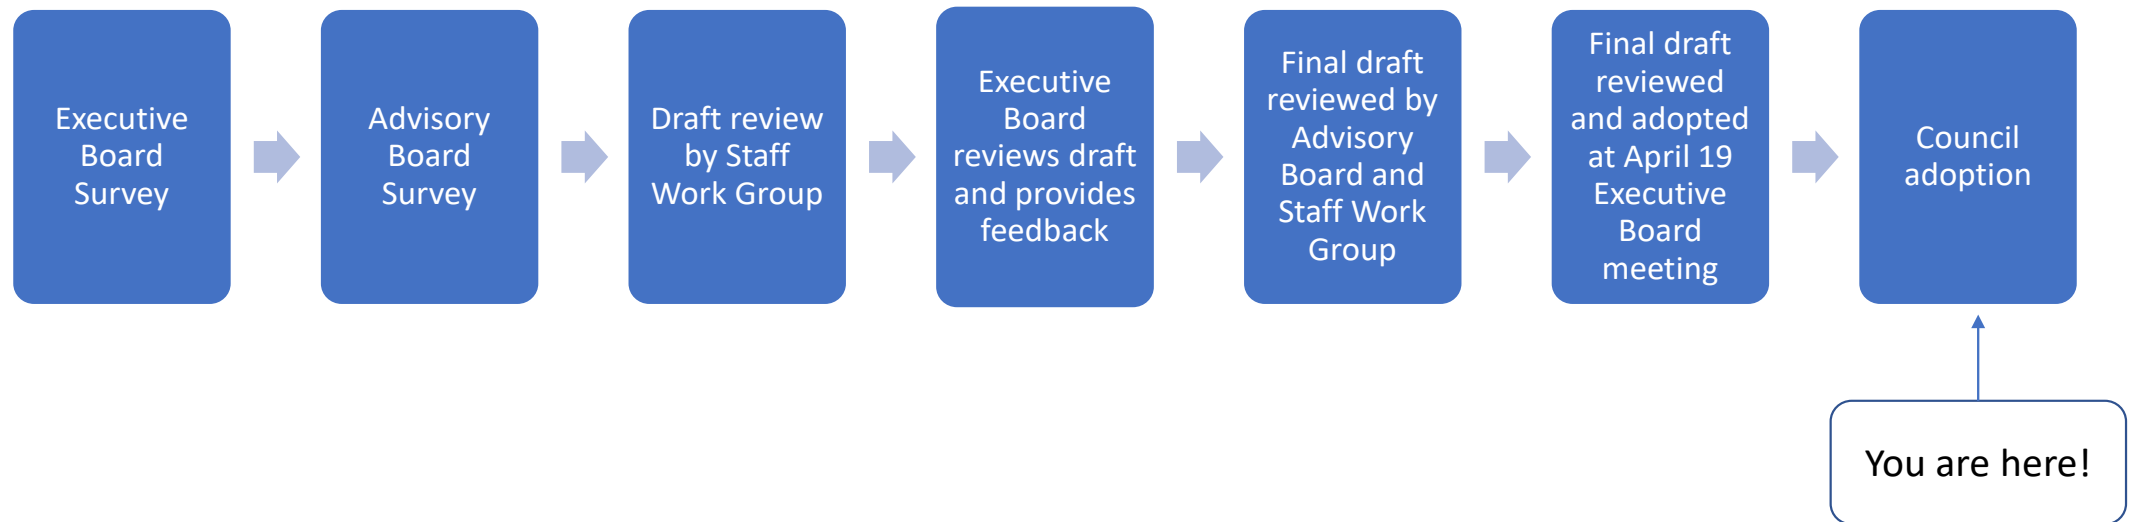 Executive
Board
Survey
Advisory
Board
Survey
Draft review
by Staff
Work Group
Executive
Board
reviews draft
and provides
feedback
Final draft
reviewed by
Advisory
Board and
Staff Work
Group
Final draft
reviewed
and adopted
at April 19
Executive
Board
meeting
Council
adoption
You are here!